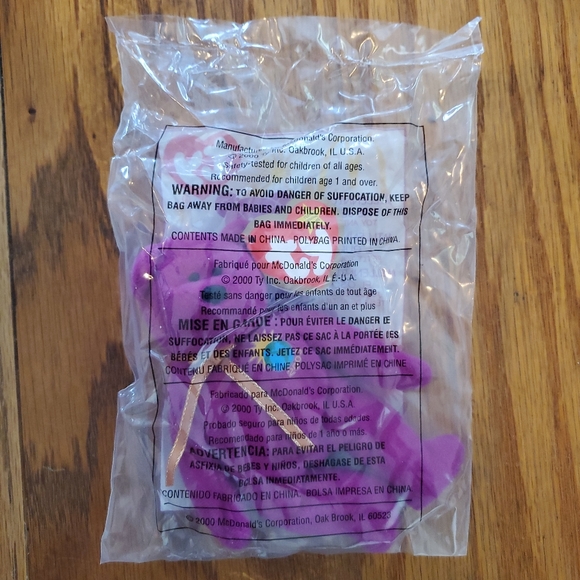 McDonald's Corporation
Manufactur Inc. Oakbrook, IL U.S.A.
© 2000
Safety-tested for children of all ages.
Recommended for children age 1 and over.
WARNING: TO AVOID DANGER OF SUFFOCATION, KEEP
BAG AWAY FROM BABIES AND CHILDREN. DISPOSE OF THIS
BAG IMMEDIATELY.
CONTENTS MADE IN CHINA. POLYBAG PRINTED IN CHINA.
Fabriqué pour McDonald's Corporation
© 2000 Ty Inc. Oakbrook, IL É.-U.A.
Testé sans danger pour les enfants de tout âge
Recommandé pour les enfants d'un an et plus
MISE EN GARDE : POUR ÉVITER LE DANGER DE
SUFFOCATION, NE LAISSEZ PAS CE SAC À LA PORTÉE DES
BÉBÉS ET DES ENFANTS. JETEZ CE SAC IMMÉDIATEMENT.
CONTENU FABRIQUÉ EN CHINE. POLYSAC IMPRIMÉ EN CHINE
Fabricado para McDonald's Corporation
© 2000 Ty Inc. Oakbrook, IL U.S.A.
Probado seguro para niños de todas edades
Recomendado para niños de 1 año o más
ADVERTENCIA: PARA EVITAR EL PELIGRO DE
ASFIXIA DE BEBES Y NIÑOS, DESHAGASE DE ESTA
BOLSA INMEDIATAMENTE.
CONTENIDO FABRICADO EN CHINA. BOLSA IMPRESA EN CHINA
© 2000 McDonald's Corporation, Oak Brook, IL 60523